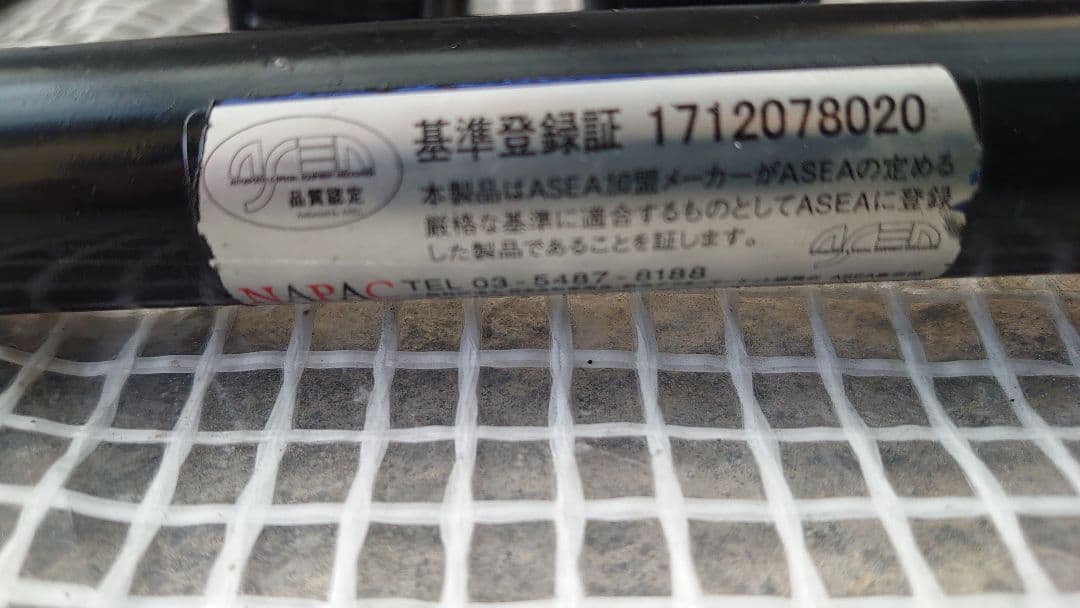 ASEA
品質認定
基準登録証 1712078020
本製品はASEA加盟メーカーがASEAの定める
厳格な基準に適合するものとしてASEAに登録
した製品であることを証します。
ASEA
NAPAC TEL 03-5487-8188